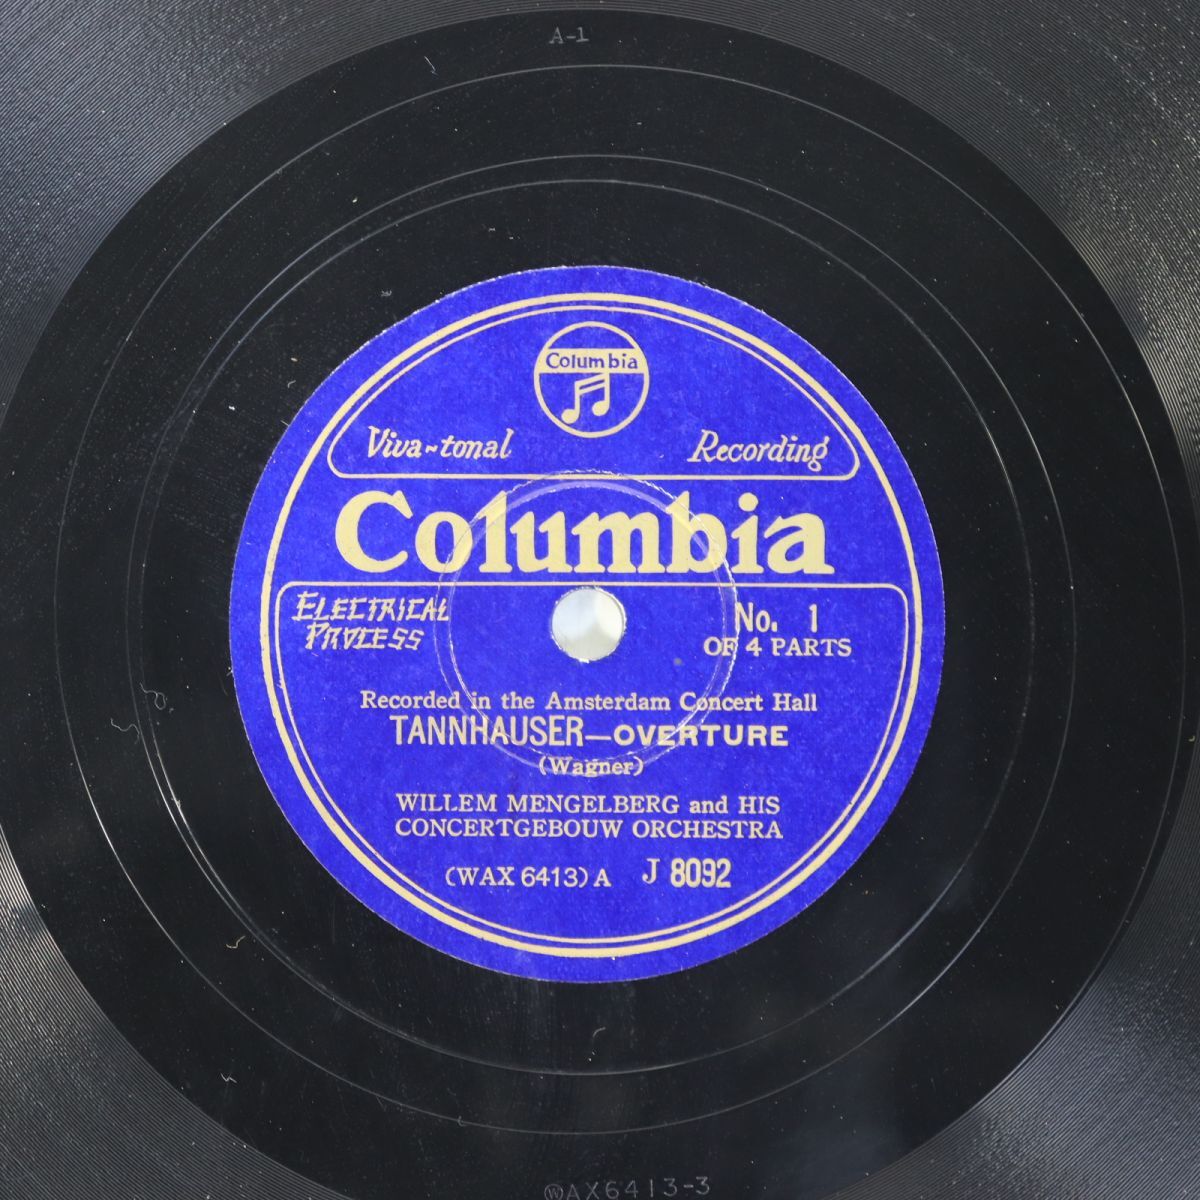 A-1
Columbia
Viva-tonal Recording
Columbia
ELECTRICAL
PROCESS
No. 1
OF 4 PARTS
Recorded in the Amsterdam Concert Hall
TANNHAUSER—OVERTURE
(Wagner)
WILLEM MENGELBERG and HIS
CONCERTGEBOUW ORCHESTRA
(WAX 6413) A J 8092
WAX6413-3